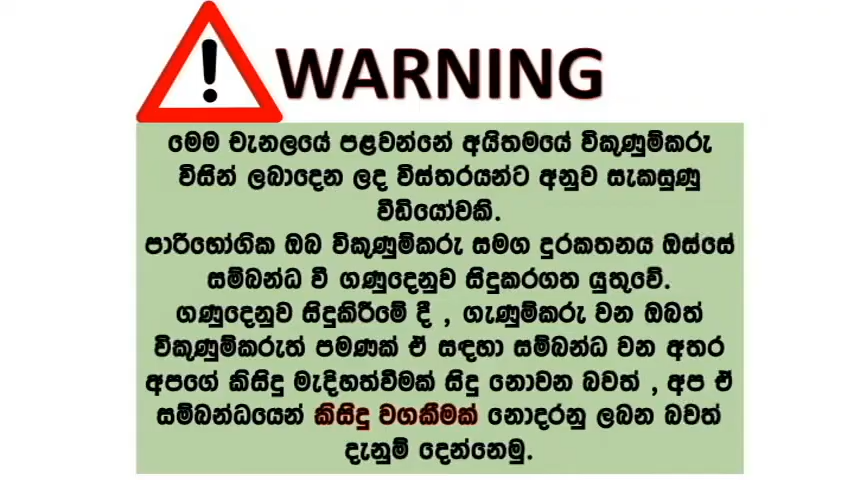 WARNING
මෙම චැනලයේ පළවන්නේ අයිතමයේ විකුණුම්කරු
විසින් ලබාදෙන ලද විස්තරයන්ට අනුව සැකසුණු
වීඩියෝවකි.
පාරිභෝගික ඔබ විකුණුම්කරු සමග දුරකතනය ඔස්සේ
සම්බන්ධ වී ගණුදෙනුව සිදුකරගත යුතුවේ.
ගණුදෙනුව සිදුකිරීමේ දී , ගැණුම්කරු වන ඔබත්
විකුණුම්කරුත් පමණක් ඒ සඳහා සම්බන්ධ වන අතර
අපගේ කිසිදු මැදිහත්වීමක් සිදු නොවන බවත් , අප ඒ
සම්බන්ධයෙන් කිසිදු වගකීමක් නොදරනු ලබන බවත්
දැනුම් දෙන්නෙමු.